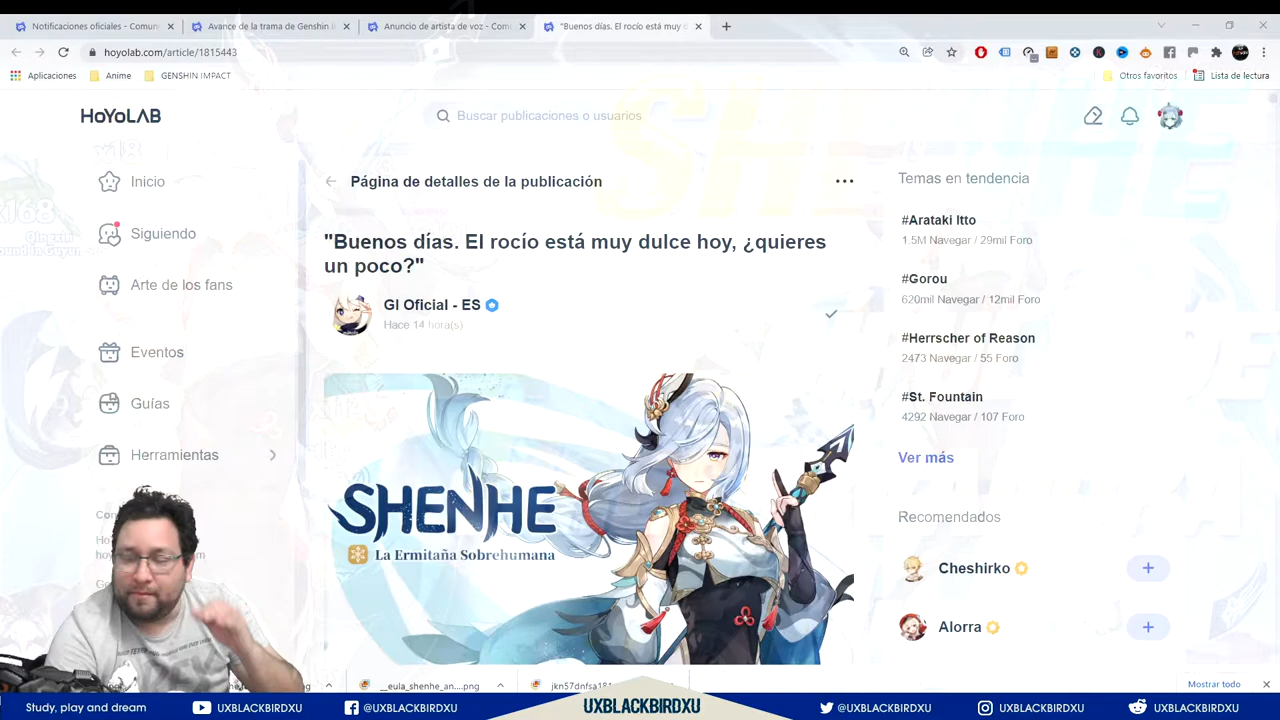 Notificaciones oficiales - Comun
Avance de la trama de Genshin i
Anuncio de artista de voz - Com
"Buenos días. El rocío está muy d
hoyolab.com/article/1815443
Aplicaciones
Anime
GENSHIN IMPACT
Otros favoritos
Lista de lectura
HoYoLAB
Buscar publicaciones o usuarios
SHENHE
Inicio
Siguiendo
Arte de los fans
Eventos
Guías
Herramientas
x168
Qingxin
Página de detalles de la publicación
"Buenos días. El rocío está muy dulce hoy, ¿quieres
un poco?"
GI Oficial - ES
Hace 14 hora(s)
SHENHE
La Ermitaña Sobrehumana
Temas en tendencia
#Arataki Itto
1.5M Navegar / 29mil Foro
#Gorou
620mil Navegar / 12mil Foro
#Herrscher of Reason
2473 Navegar / 55 Foro
#St. Fountain
4292 Navegar / 107 Foro
Ver más
Recomendados
Cheshirko
Alorra
__eula_shenhe_an....png
Mostrar todo
Study, play and dream
UXBLACKBIRDXU
@UXBLACKBIRDXU
UXBLACKBIRDXU
@UXBLACKBIRDXU
UXBLACKBIRDXU
UXBLACKBIRDXU